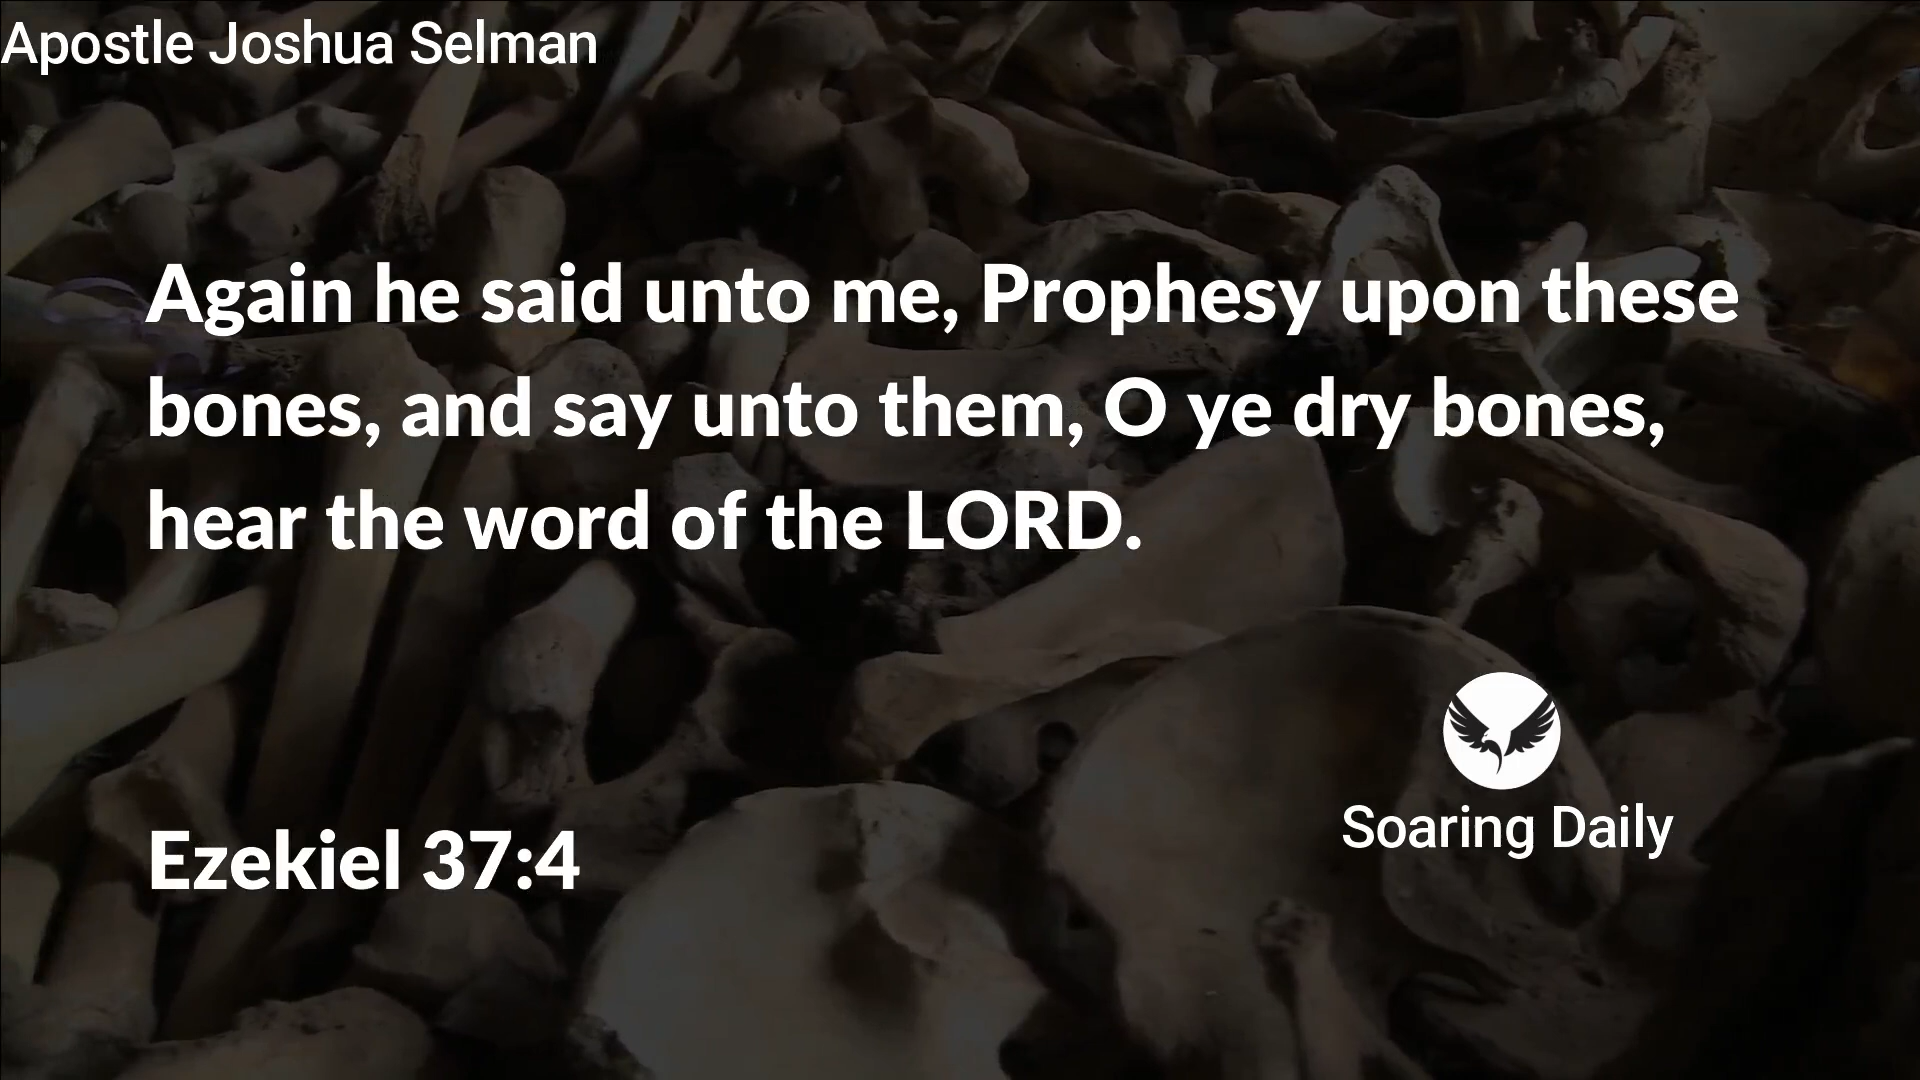 Apostle Joshua Selman
Again he said unto me, Prophesy upon these
bones, and say unto them, O ye dry bones,
hear the word of the LORD.
Ezekiel 37:4
Soaring Daily